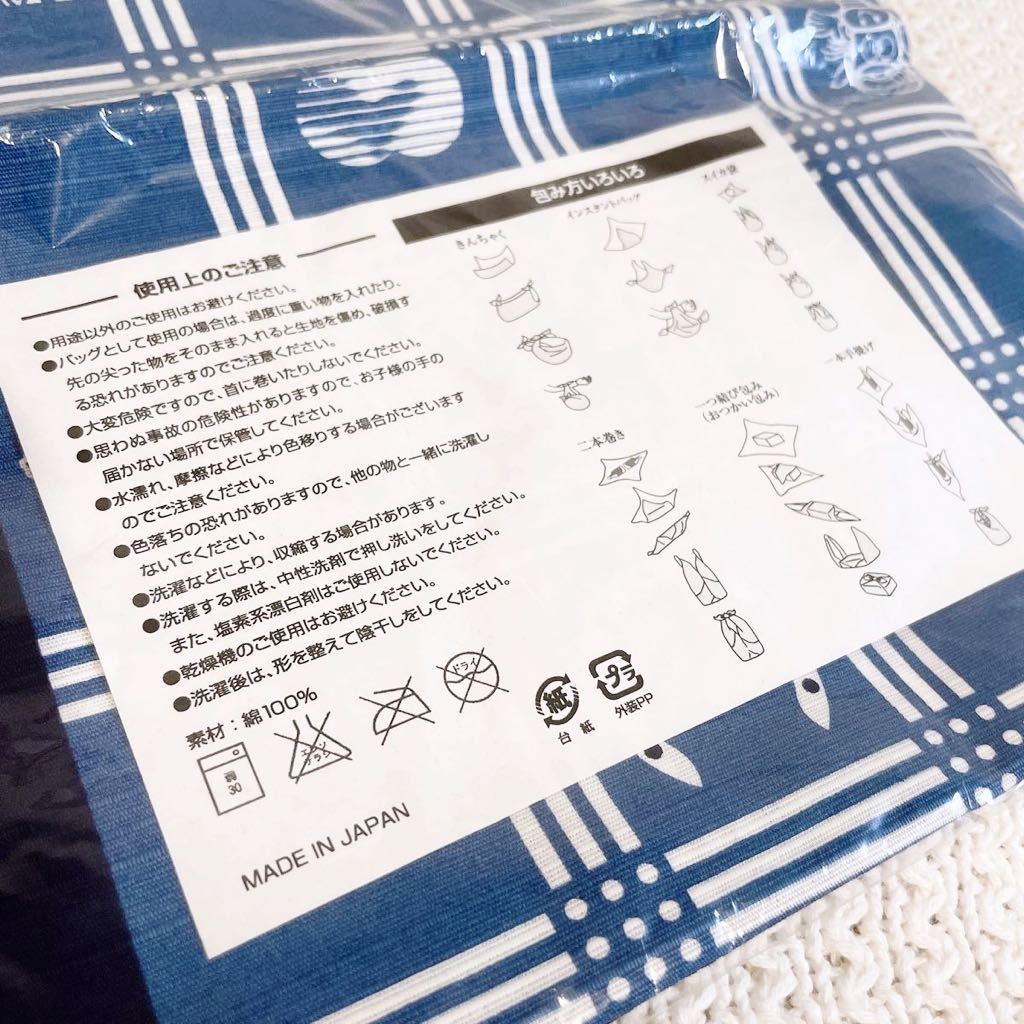 使用上のご注意
●用途以外のご使用はお避けください。
●バッグとして使用の場合は、過度に重い物を入れたり、
先の尖った物をそのまま入れると生地を傷め、破損す
る恐れがありますのでご注意ください。
●大変危険ですので、首に巻いたりしないでください。
●思わぬ事故の危険性がありますので、お子様の手の
届かない場所で保管してください。
●水濡れ、摩擦などにより色移りする場合がございます
のでご注意ください。
●色落ちの恐れがありますので、他の物と一緒に洗濯し
ないでください。
●洗濯などにより、収縮する場合があります。
●洗濯する際は、中性洗剤で押し洗いをしてください。
また、塩素系漂白剤はご使用しないでください。
●乾燥機のご使用はお避けください。
●洗濯後は、形を整えて陰干しをしてください。
素材：綿100%
弱
30
エンソ
サラシ
ドライ
紙
台紙
プラ
外装PP
MADE IN JAPAN
包み方いろいろ
きんちゃく
インスタントバッグ
スイカ袋
二本巻き
一つ結び包み
(おつかい包み)
一本手提げ